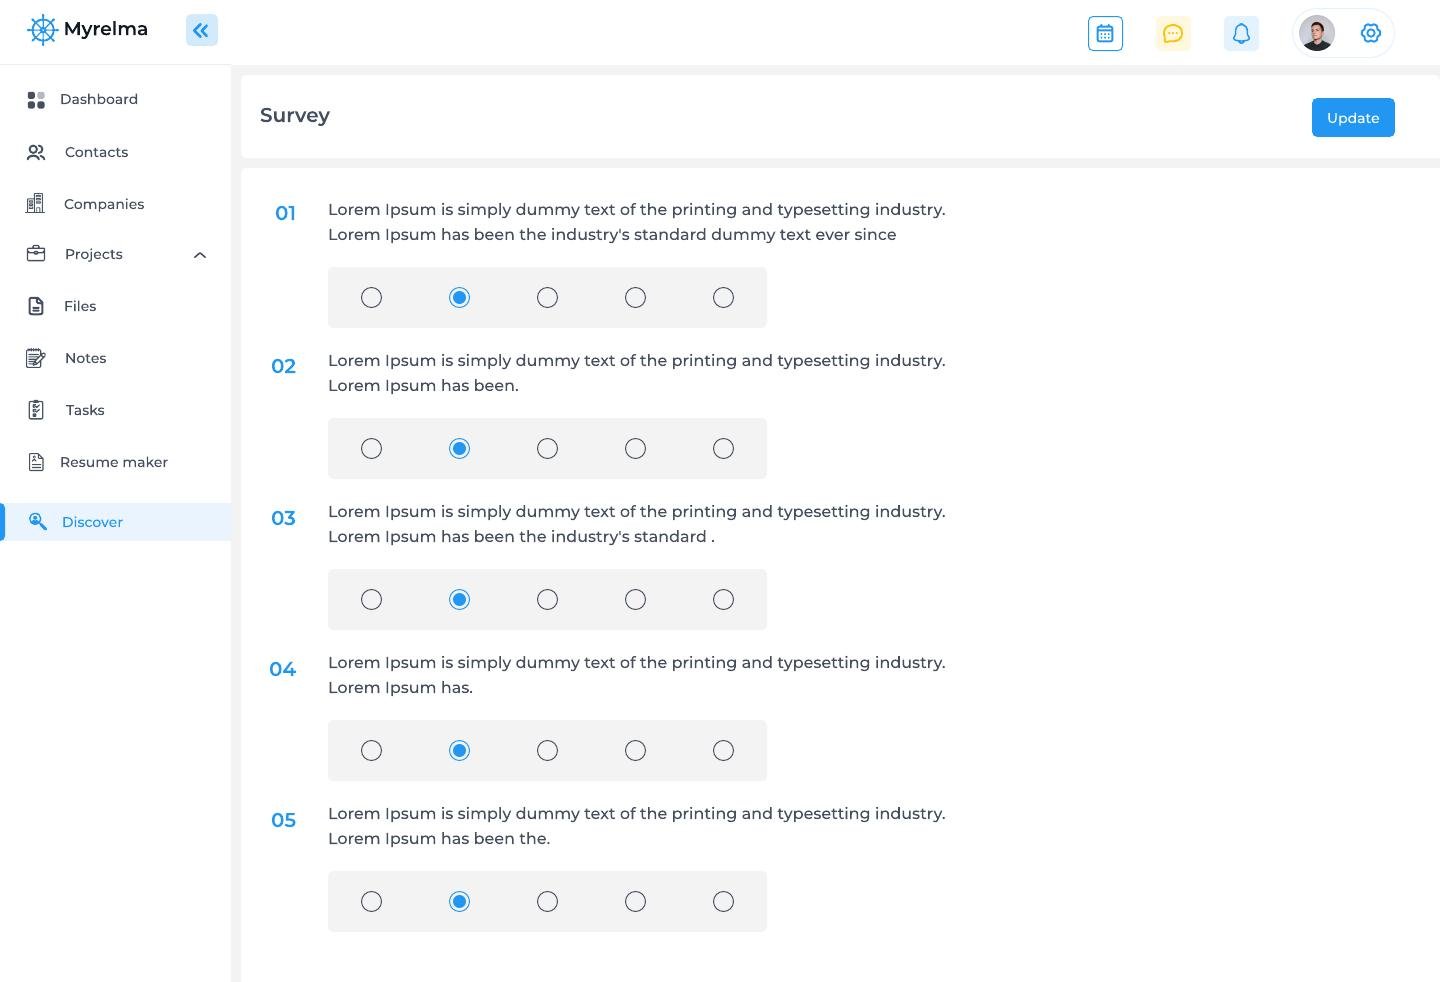 Myrelma
Dashboard
Contacts
Companies
Projects
Files
Notes
Tasks
Resume maker
Discover
Survey
Update
01
Lorem Ipsum is simply dummy text of the printing and typesetting industry.
Lorem Ipsum has been the industry's standard dummy text ever since
02
Lorem Ipsum is simply dummy text of the printing and typesetting industry.
Lorem Ipsum has been.
03
Lorem Ipsum is simply dummy text of the printing and typesetting industry.
Lorem Ipsum has been the industry's standard .
04
Lorem Ipsum is simply dummy text of the printing and typesetting industry.
Lorem Ipsum has.
05
Lorem Ipsum is simply dummy text of the printing and typesetting industry.
Lorem Ipsum has been the.